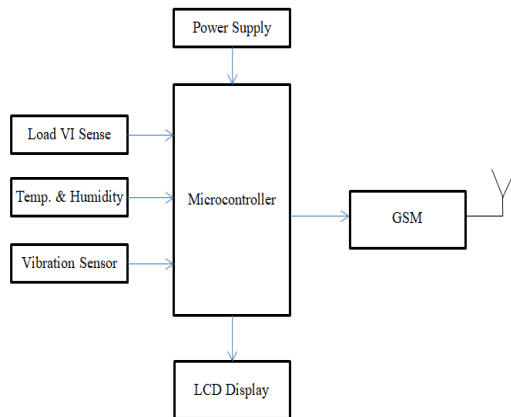 Power Supply
Load VI Sense
Temp. & Humidity
Microcontroller
GSM
Vibration Sensor
LCD Display